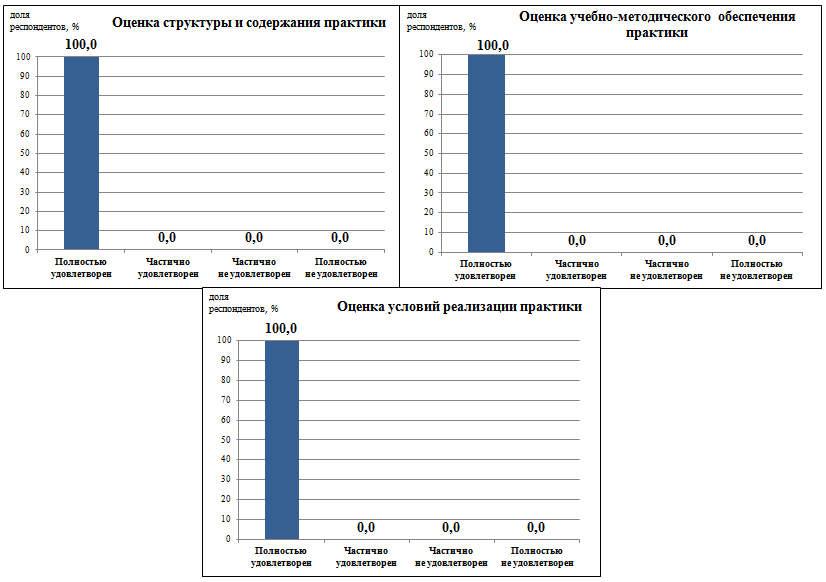 доля
респондентов, %
Оценка структуры и содержания практики
100,0
100
90
80
70
60
50
40
30
20
10
0
0,0 0,0 0,0
Полностью Частично Частично Полностью
удовлетворен удовлетворен не удовлетворен не удовлетворен
доля
респондентов, %
Оценка учебно-методического обеспечения
практики
100,0
100
90
80
70
60
50
40
30
20
10
0
0,0 0,0 0,0
Полностью Частично Частично Полностью
удовлетворен удовлетворен не удовлетворен не удовлетворен
доля
респондентов, %
Оценка условий реализации практики
100,0
100
90
80
70
60
50
40
30
20
10
0
0,0 0,0 0,0
Полностью Частично Частично Полностью
удовлетворен удовлетворен не удовлетворен не удовлетворен